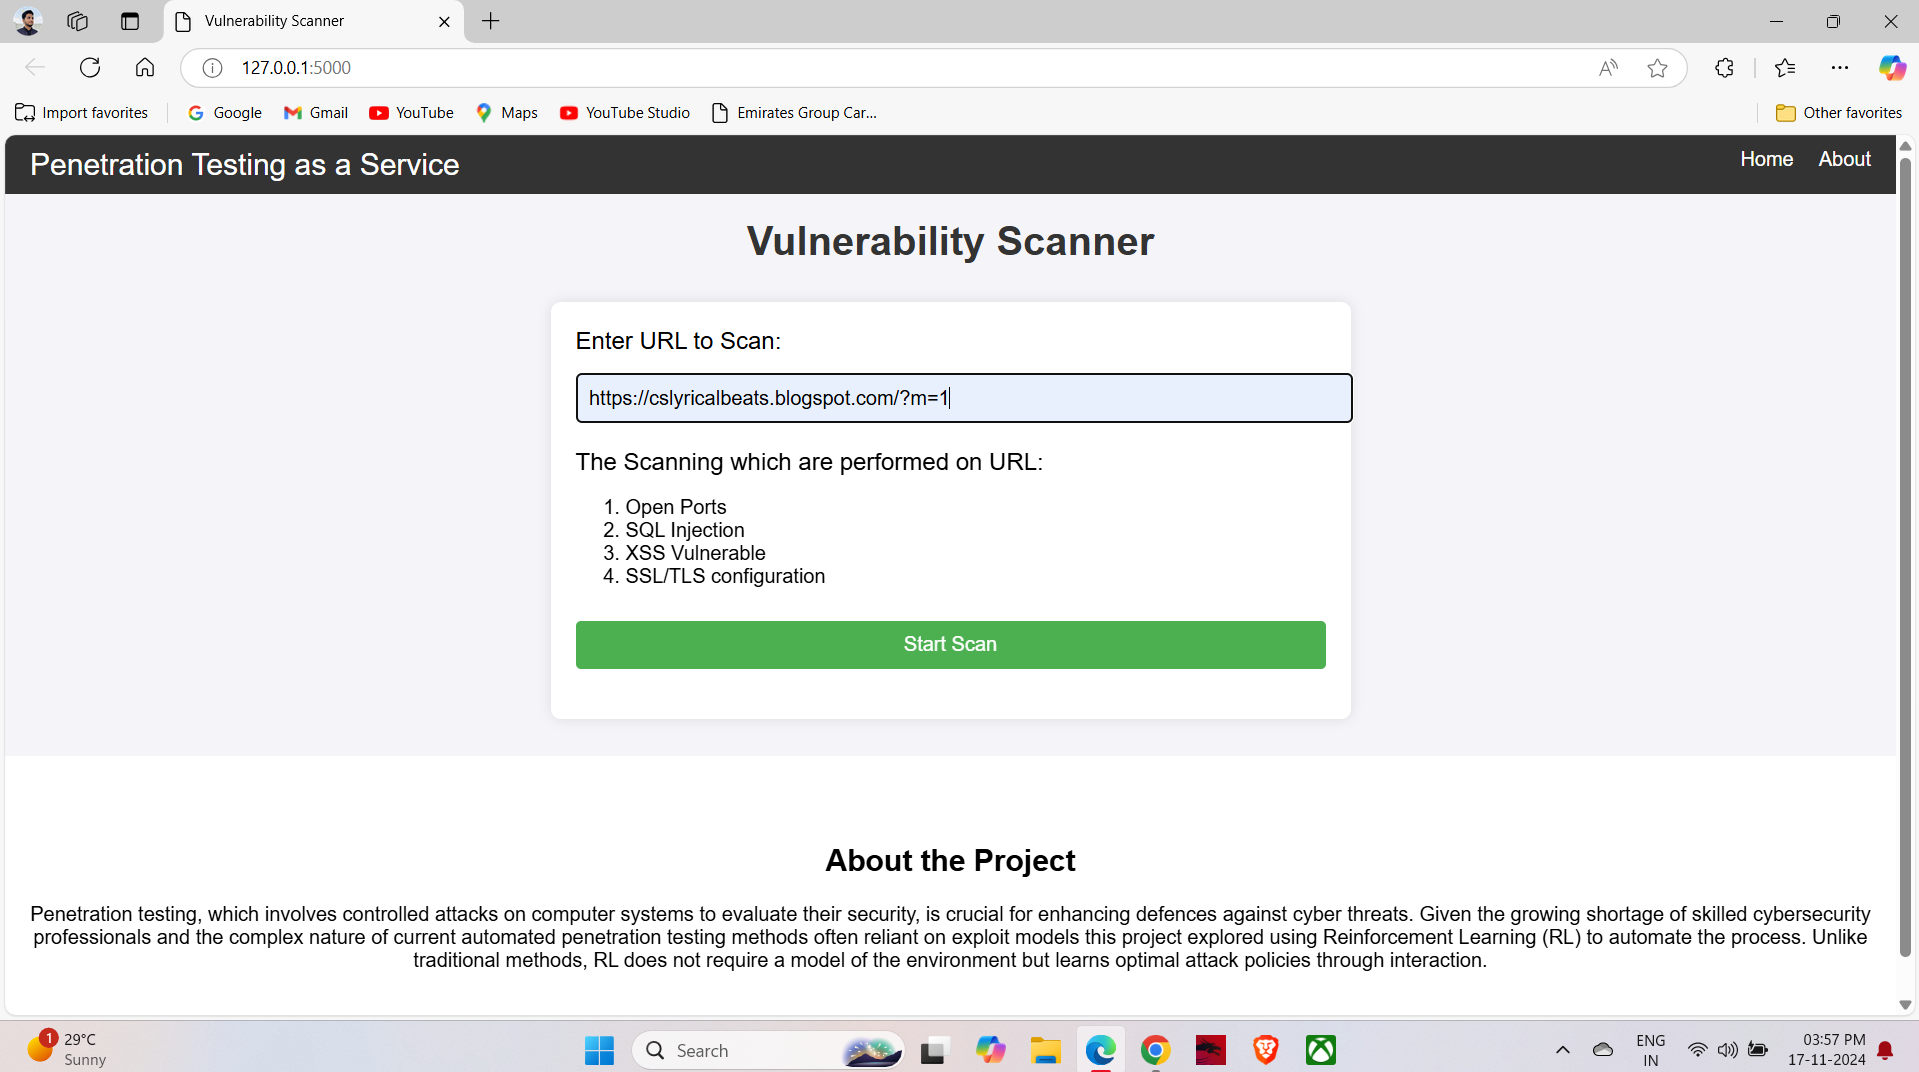 Vulnerability Scanner
127.0.0.1:5000
Import favorites
Google
Gmail
YouTube
Maps
YouTube Studio
Emirates Group Car...
Other favorites
Penetration Testing as a Service
Home
About
Vulnerability Scanner
Enter URL to Scan:
https://cslyricalbeats.blogspot.com/?m=1
The Scanning which are performed on URL:
1. Open Ports
2. SQL Injection
3. XSS Vulnerable
4. SSL/TLS configuration
Start Scan
About the Project
Penetration testing, which involves controlled attacks on computer systems to evaluate their security, is crucial for enhancing defences against cyber threats. Given the growing shortage of skilled cybersecurity
professionals and the complex nature of current automated penetration testing methods often reliant on exploit models this project explored using Reinforcement Learning (RL) to automate the process. Unlike
traditional methods, RL does not require a model of the environment but learns optimal attack policies through interaction.
1
29°C
Sunny
Search
ENG
IN
03:57 PM
17-11-2024